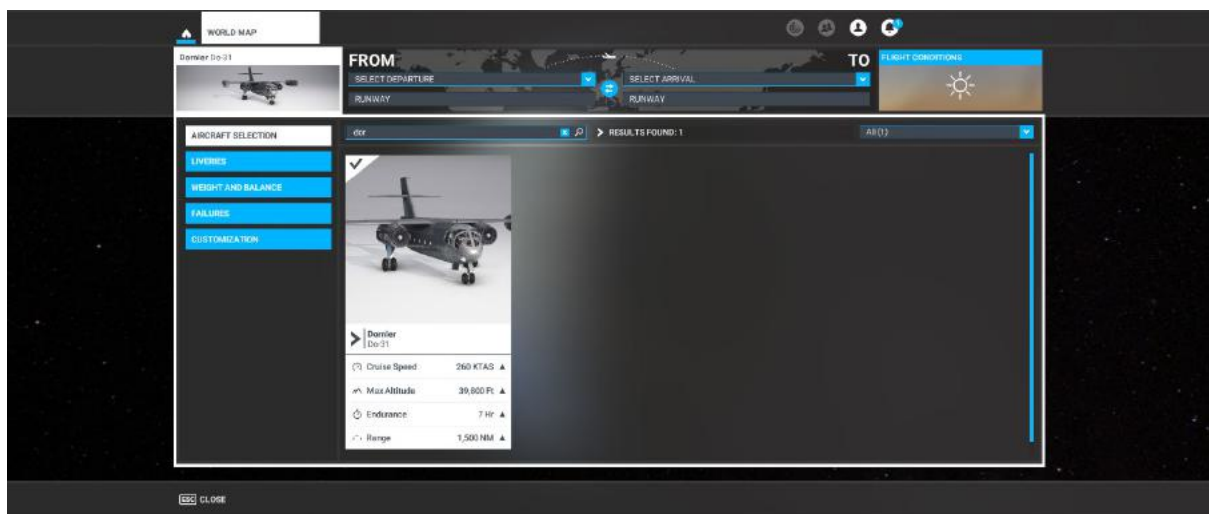 WORLD MAP
1
Dornier Do-31
FROM
TO
FLIGHT CONDITIONS
SELECT DEPARTURE
SELECT ARRIVAL
RUNWAY
RUNWAY
AIRCRAFT SELECTION
dor
RESULTS FOUND: 1
All (1)
LIVERIES
WEIGHT AND BALANCE
FAILURES
CUSTOMIZATION
Dornier
Do-31
Cruise Speed 260 KTAS
Max Altitude 39,800 Ft
Endurance 7 Hr
Range 1,500 NM
ESC CLOSE